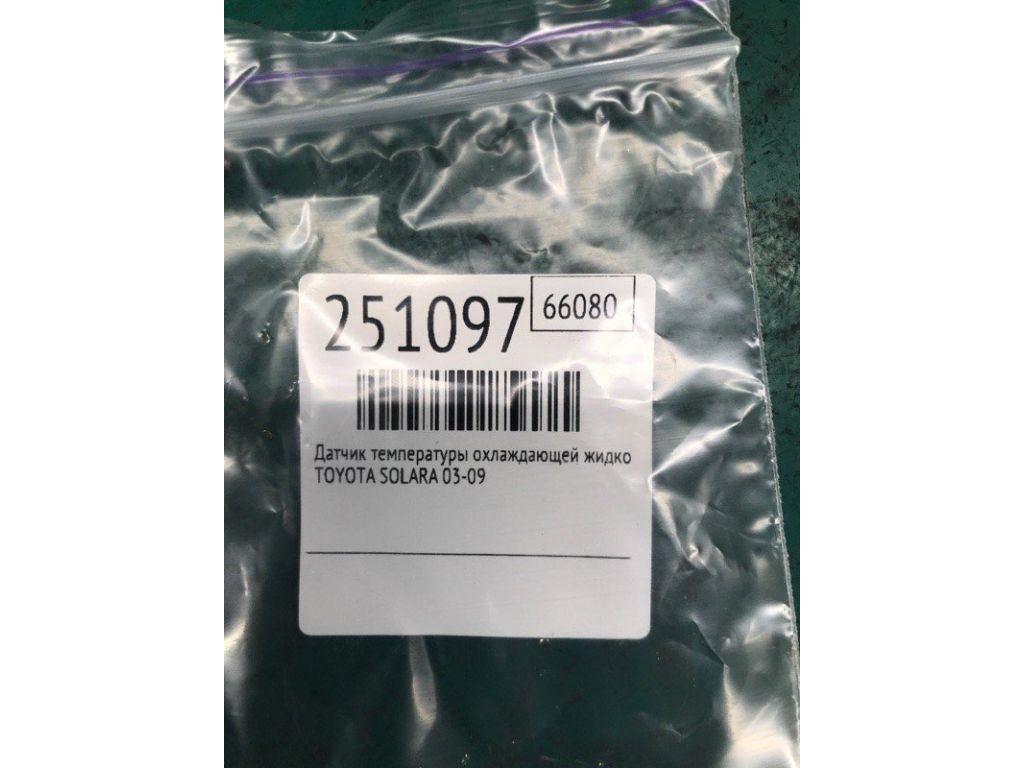 251097 66080
Датчик температуры охлаждающей жидко
TOYOTA SOLARA 03-09